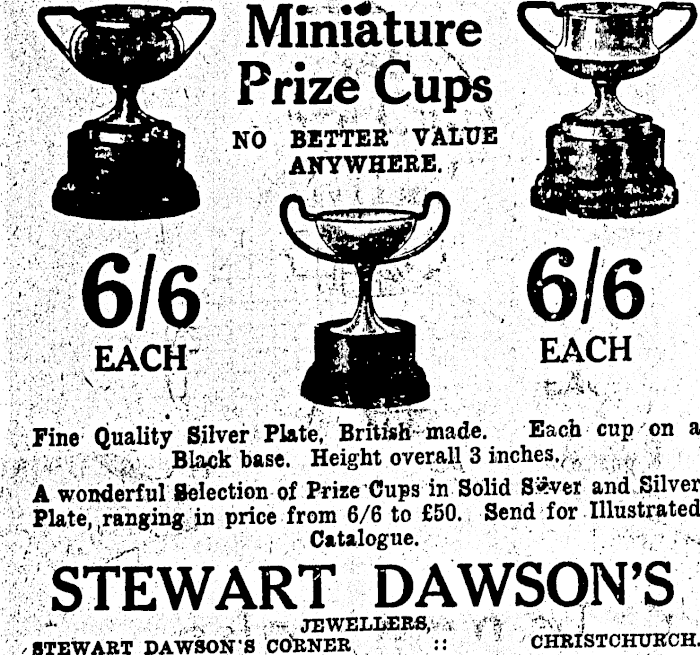 Miniature
Prize Cups
NO BETTER VALUE
ANYWHERE.
6/6
EACH
6/6
EACH
Fine Quality Silver Plate, British made. Each cup on a
Black base. Height overall 3 inches.
A wonderful Selection of Prize Cups in Solid Silver and Silver
Plate, ranging in price from 6/6 to £50. Send for Illustrated
Catalogue.
STEWART DAWSON'S
JEWELLERS,
STEWART DAWSON'S CORNER :: CHRISTCHURCH.